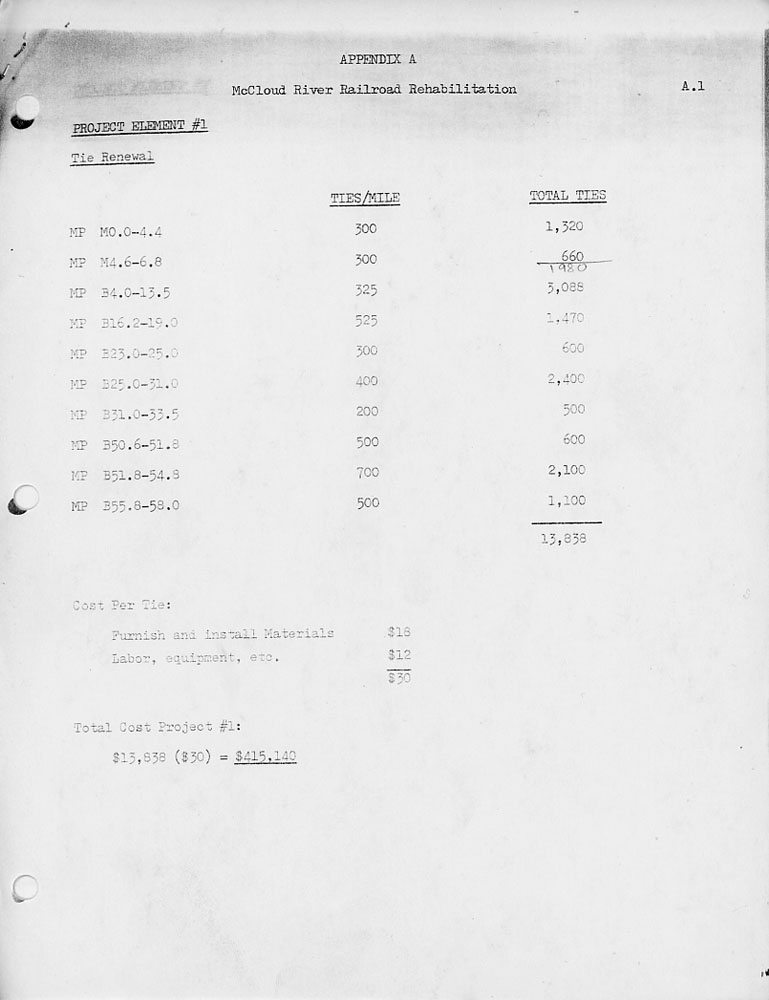 APPENDIX A
McCloud River Railroad Rehabilitation A.1
PROJECT ELEMENT #1
Tie Renewal
TIES/MILE TOTAL TIES
MP M0.0-4.4 300 1,320
MP M4.6-6.8 300 660
1980
MP B4.0-13.5 325 3,088
MP B16.2-19.0 525 1,470
MP B23.0-25.0 300 600
MP B25.0-31.0 400 2,400
MP B31.0-33.5 200 500
MP B50.6-51.8 500 600
MP B51.8-54.8 700 2,100
MP B55.8-58.0 500 1,100
13,838
Cost Per Tie:
Furnish and install Materials $18
Labor, equipment, etc. $12
$30
Total Cost Project #1:
$13,838 ($30) = $415,140